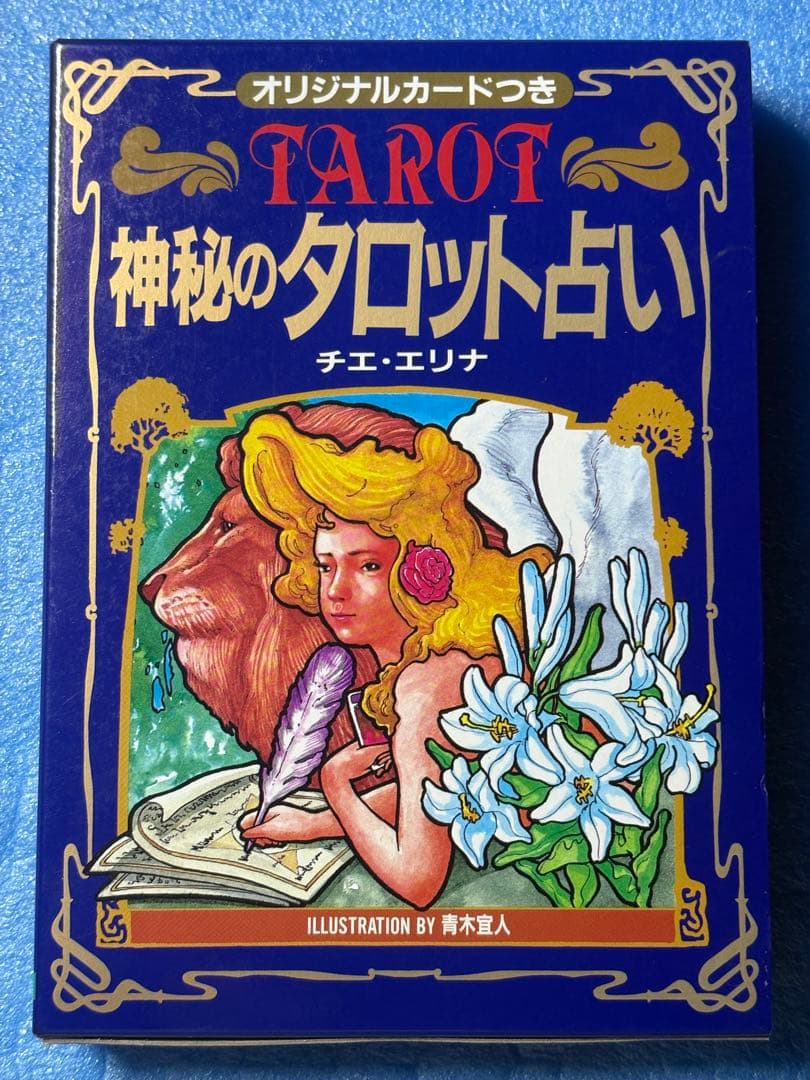 オリジナルカードつき
TAROT
神秘のタロット占い
チエ・エリナ
ILLUSTRATION BY 青木宜人